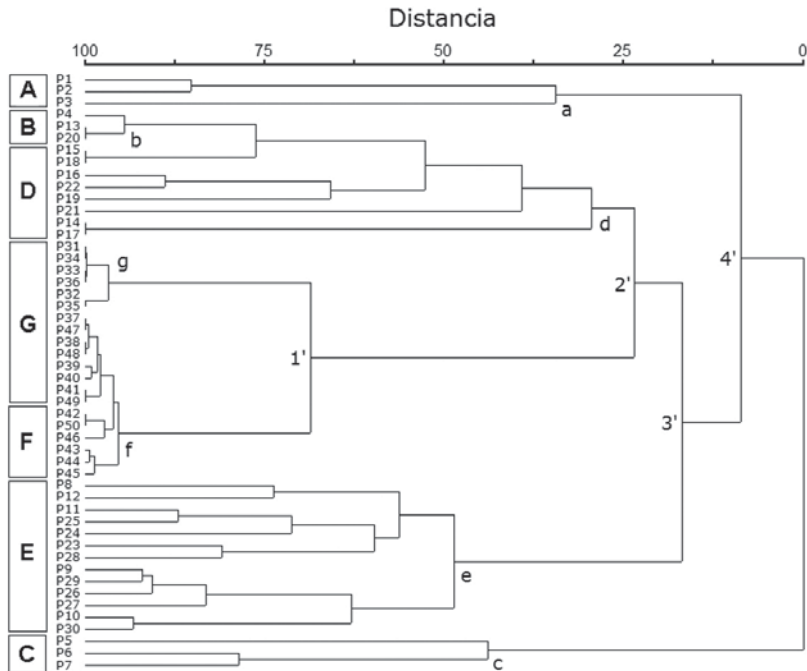 Distancia
100 75 50 25 0
A
P1
P2
P3
a
B
P4
P13
P20
b
D
P15
P18
P16
P22
P19
P21
P14
P17
d
G
P31
P34
P33
P36
P32
P35
g
P37
P47
P38
P48
P39
P40
P41
P49
F
P42
P50
P46
P43
P44
P45
f
1'
2'
3'
4'
E
P8
P12
P11
P25
P24
P23
P28
P9
P29
P26
P27
P10
P30
e
C
P5
P6
P7
c